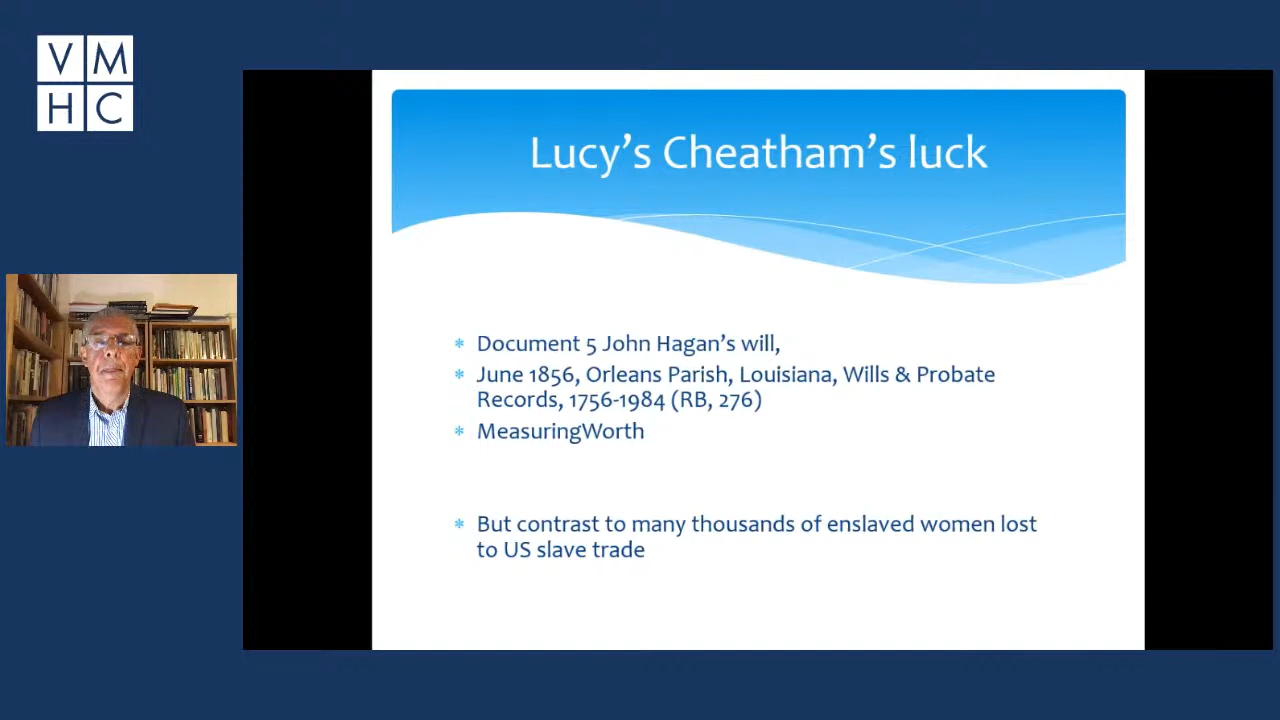 V M
H C
Lucy’s Cheatham’s luck
* Document 5 John Hagan’s will,
* June 1856, Orleans Parish, Louisiana, Wills & Probate
Records, 1756-1984 (RB, 276)
* MeasuringWorth
* But contrast to many thousands of enslaved women lost
to US slave trade